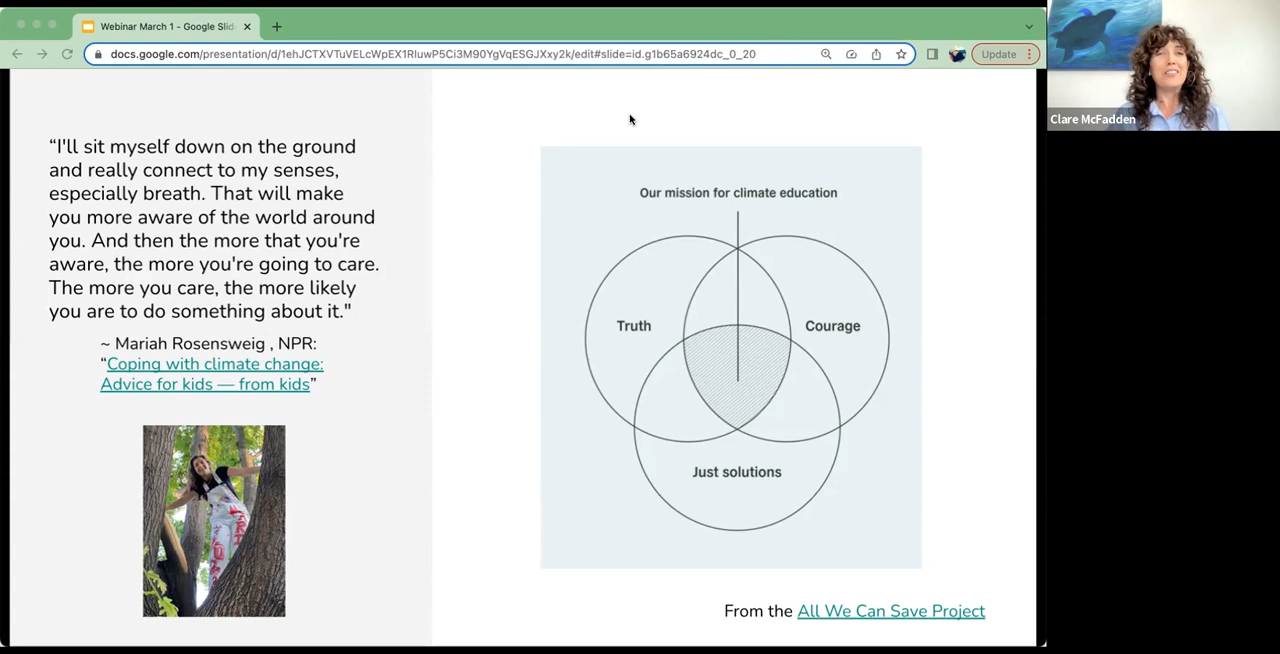 Webinar March 1 - Google Slid
docs.google.com/presentation/d/1ehJCTXVTuVELcWpEX1RIuwP5Ci3M90YgVqESGJXxy2k/edit#slide=id.g1b65a6924dc_0_20
Update
Clare McFadden
“I'll sit myself down on the ground
and really connect to my senses,
especially breath. That will make
you more aware of the world around
you. And then the more that you're
aware, the more you're going to care.
The more you care, the more likely
you are to do something about it."
~ Mariah Rosensweig , NPR:
“Coping with climate change:
Advice for kids — from kids”
Our mission for climate education
Truth
Courage
Just solutions
From the All We Can Save Project